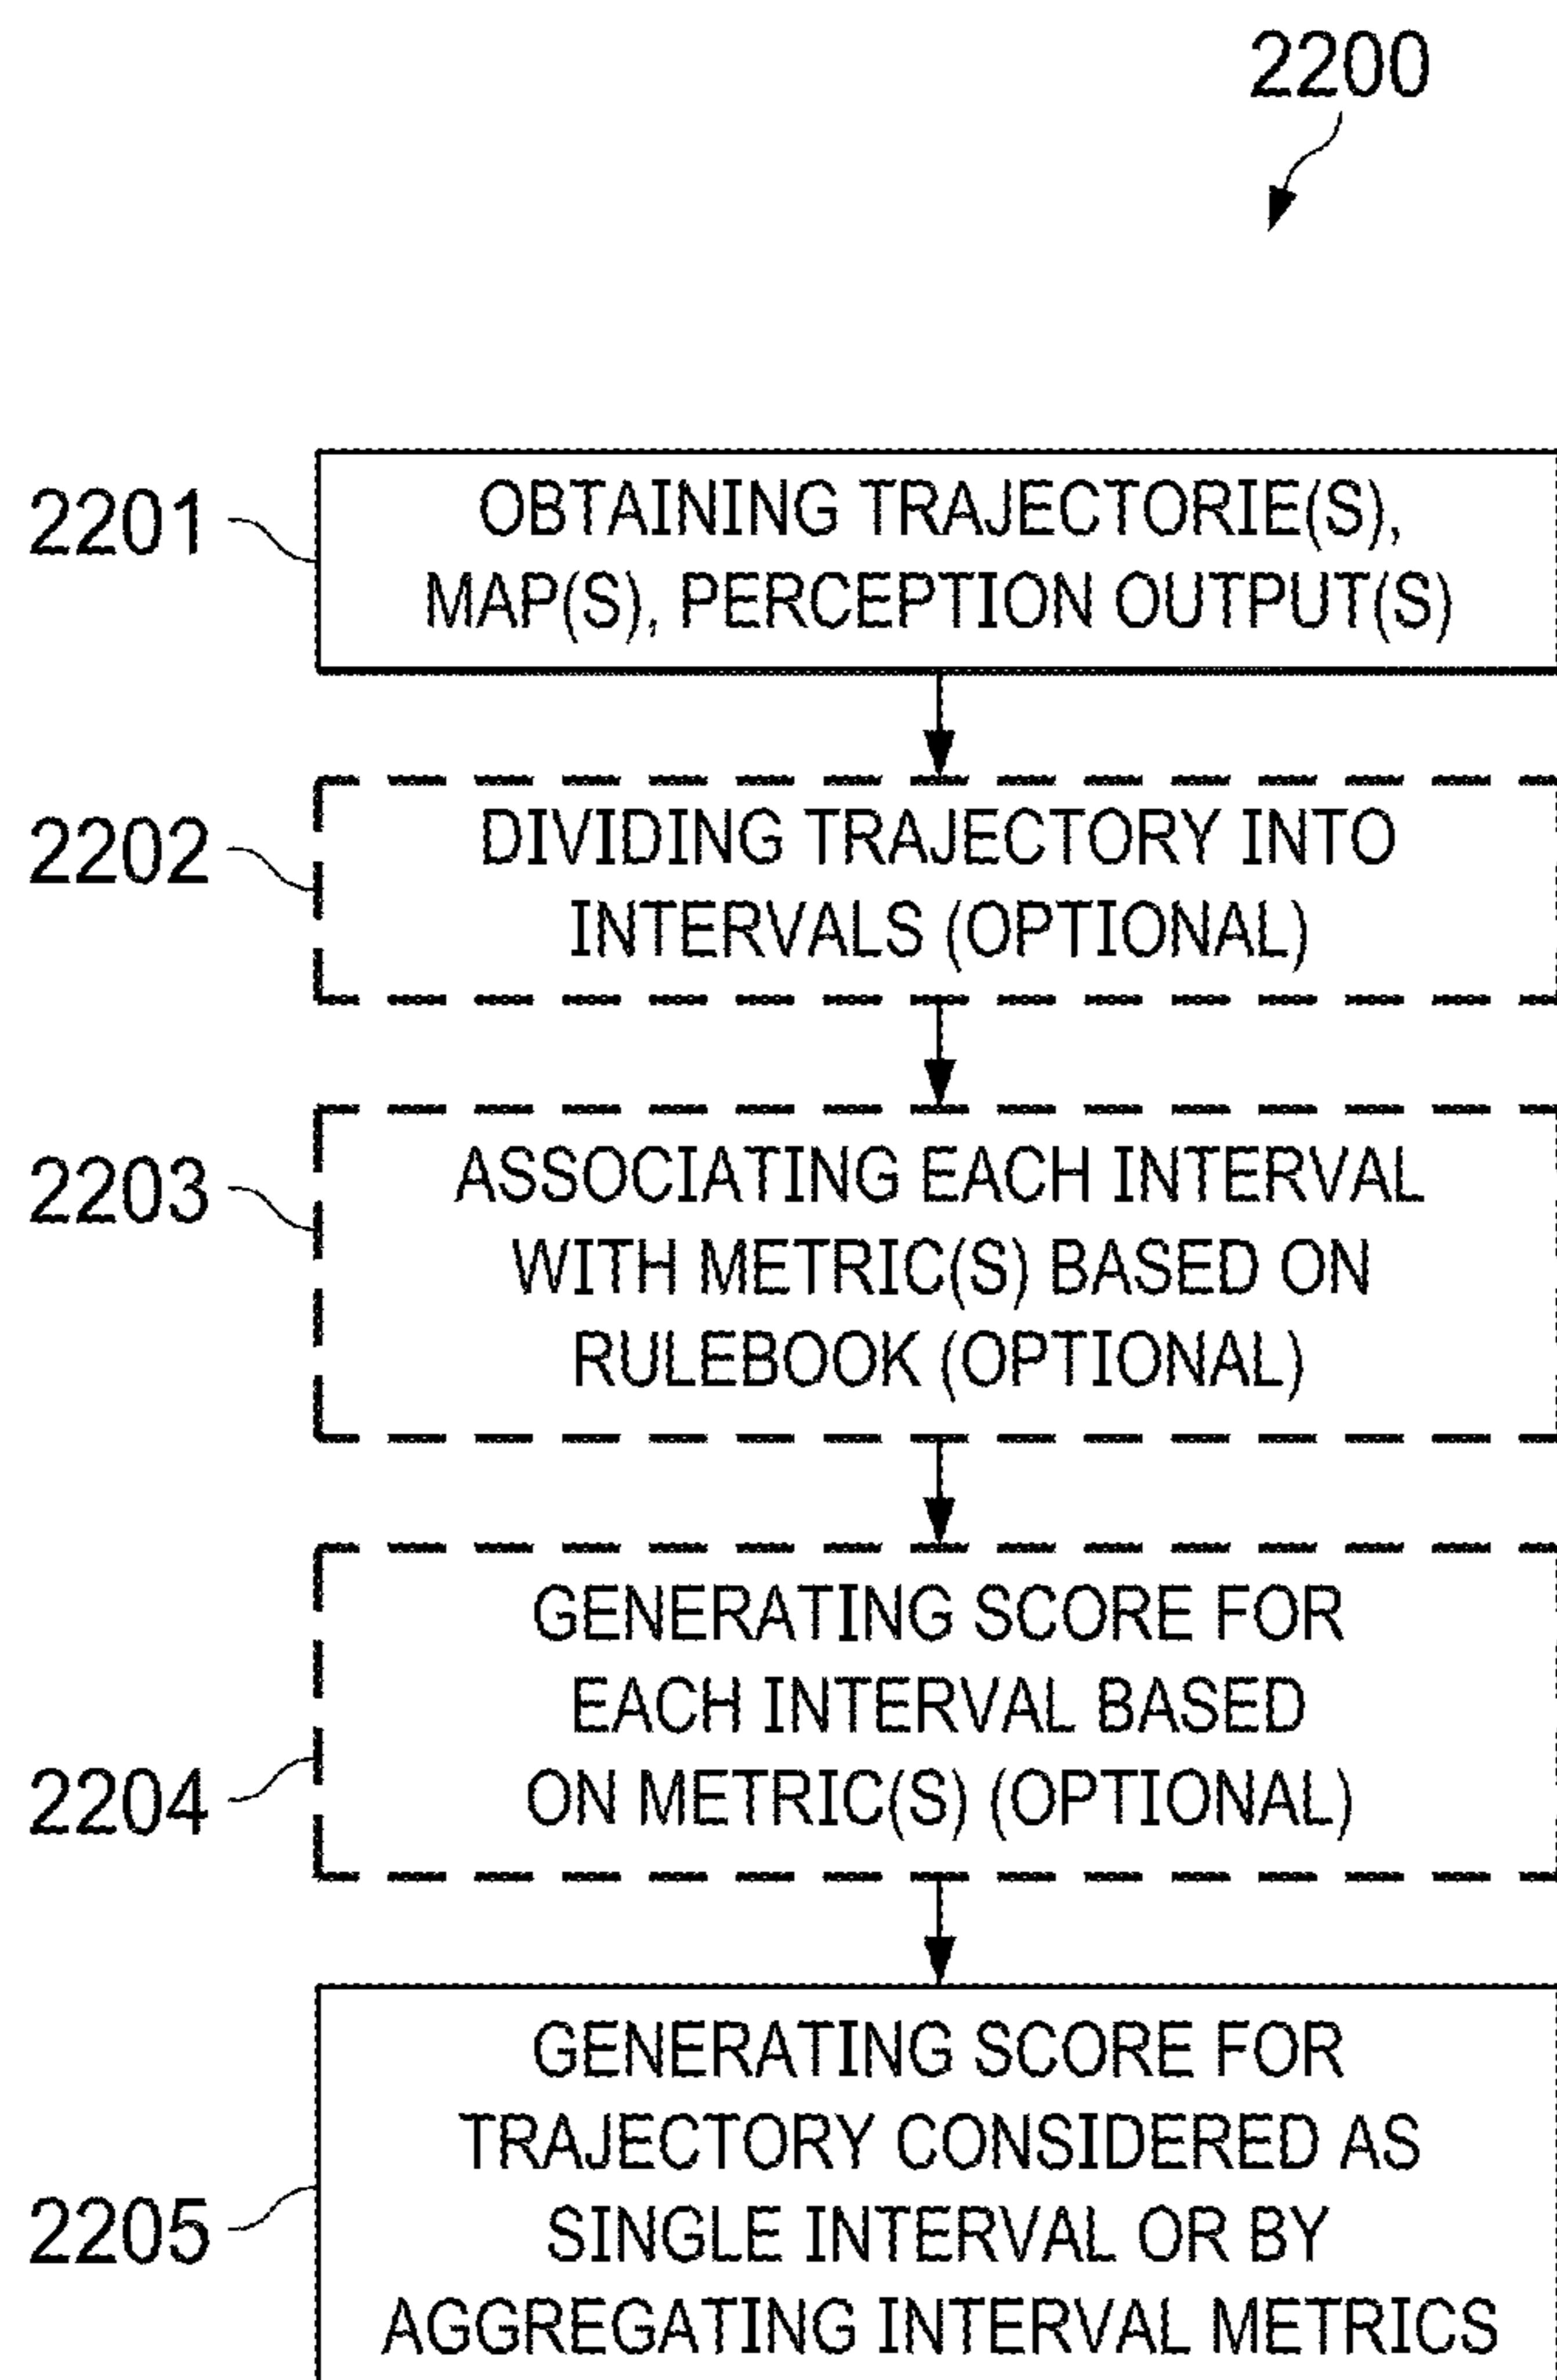 2200
2201
OBTAINING TRAJECTORIE(S),
MAP(S), PERCEPTION OUTPUT(S)
2202
DIVIDING TRAJECTORY INTO
INTERVALS (OPTIONAL)
2203
ASSOCIATING EACH INTERVAL
WITH METRIC(S) BASED ON
RULEBOOK (OPTIONAL)
2204
GENERATING SCORE FOR
EACH INTERVAL BASED
ON METRIC(S) (OPTIONAL)
2205
GENERATING SCORE FOR
TRAJECTORY CONSIDERED AS
SINGLE INTERVAL OR BY
AGGREGATING INTERVAL METRICS